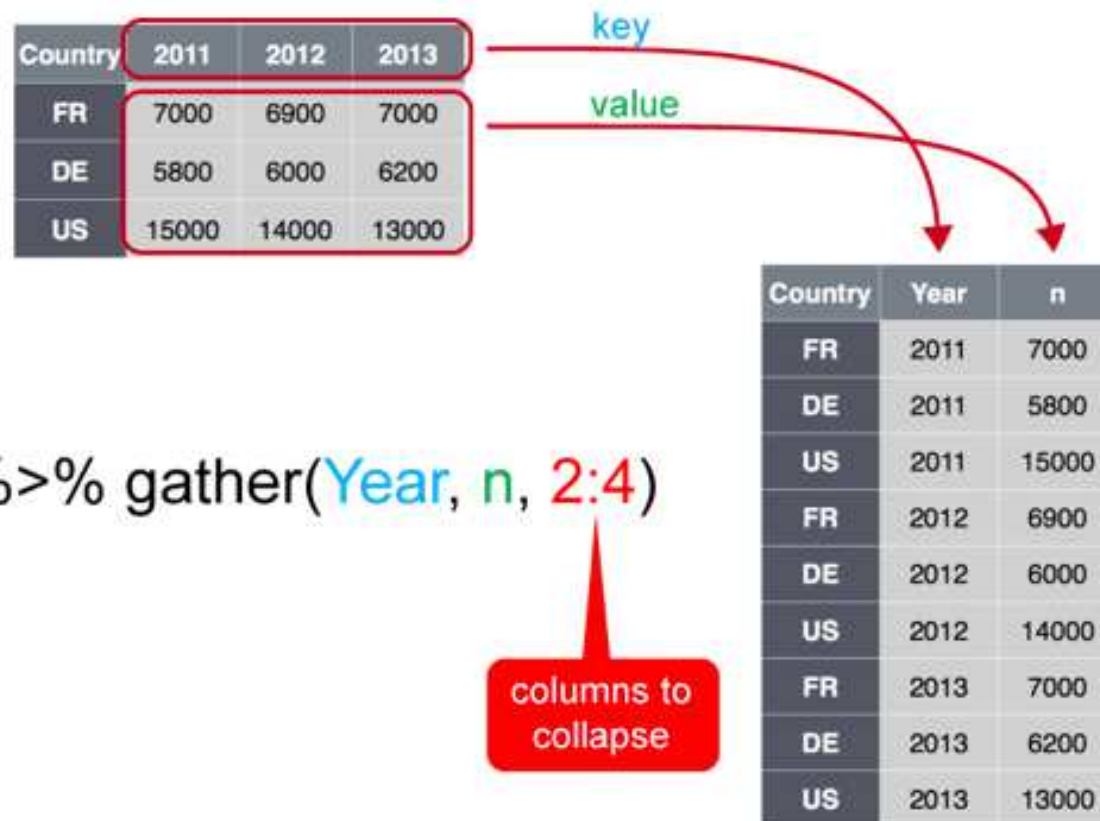 key
value
Country 2011 2012 2013
FR 7000 6900 7000
DE 5800 6000 6200
US 15000 14000 13000
%>% gather(Year, n, 2:4)
columns to
collapse
Country Year n
FR 2011 7000
DE 2011 5800
US 2011 15000
FR 2012 6900
DE 2012 6000
US 2012 14000
FR 2013 7000
DE 2013 6200
US 2013 13000